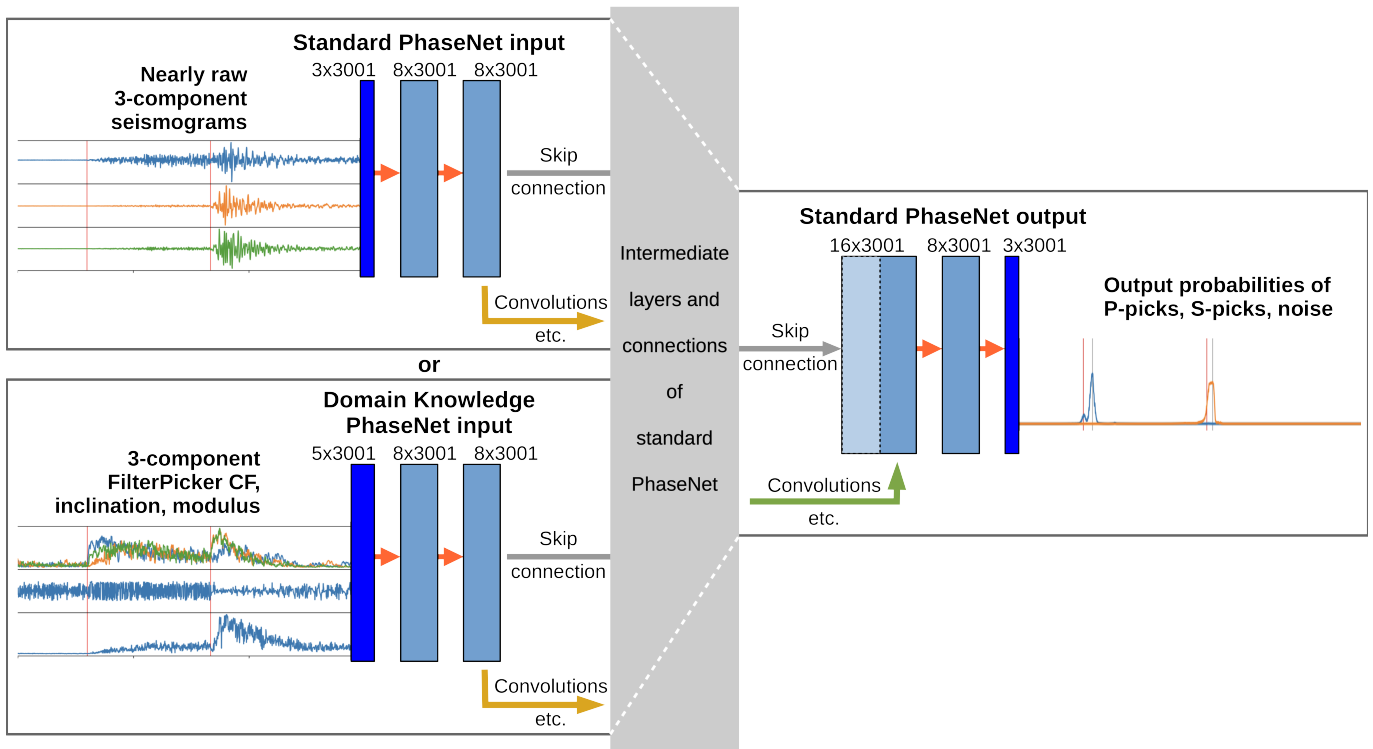 Standard PhaseNet input
3x3001 8x3001 8x3001
Nearly raw
3-component
seismograms
Skip
connection
Convolutions
etc.
or
Domain Knowledge
PhaseNet input
5x3001 8x3001 8x3001
3-component
FilterPicker CF,
inclination, modulus
Skip
connection
Convolutions
etc.
Intermediate
layers and
connections
of
standard
PhaseNet
Standard PhaseNet output
16x3001 8x3001 3x3001
Output probabilities of
P-picks, S-picks, noise
Skip
connection
Convolutions
etc.